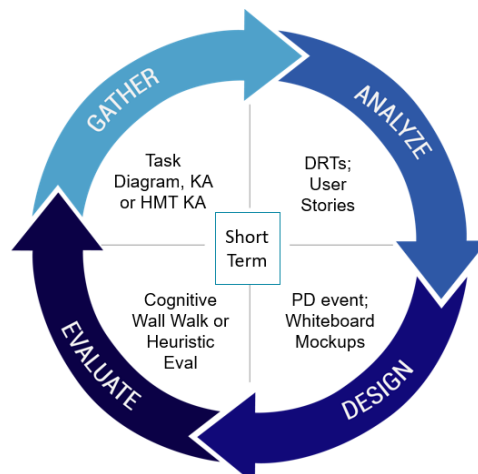 GATHER
ANALYZE
Task
Diagram, KA
or HMT KA
DRTs;
User
Stories
Short
Term
Cognitive
Wall Walk or
Heuristic
Eval
PD event;
Whiteboard
Mockups
EVALUATE
DESIGN